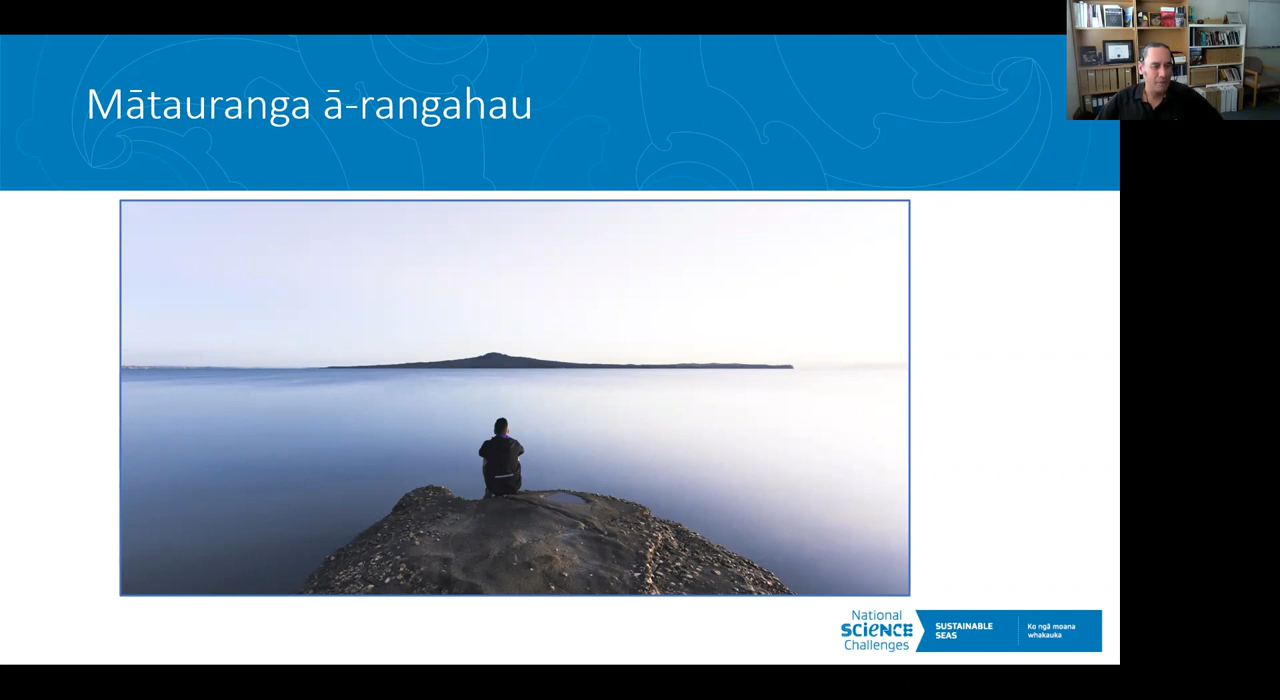 Mātauranga ā-rangahau
National
SCIENCE
Challenges
SUSTAINABLE
SEAS
Ko ngā moana
whakauka